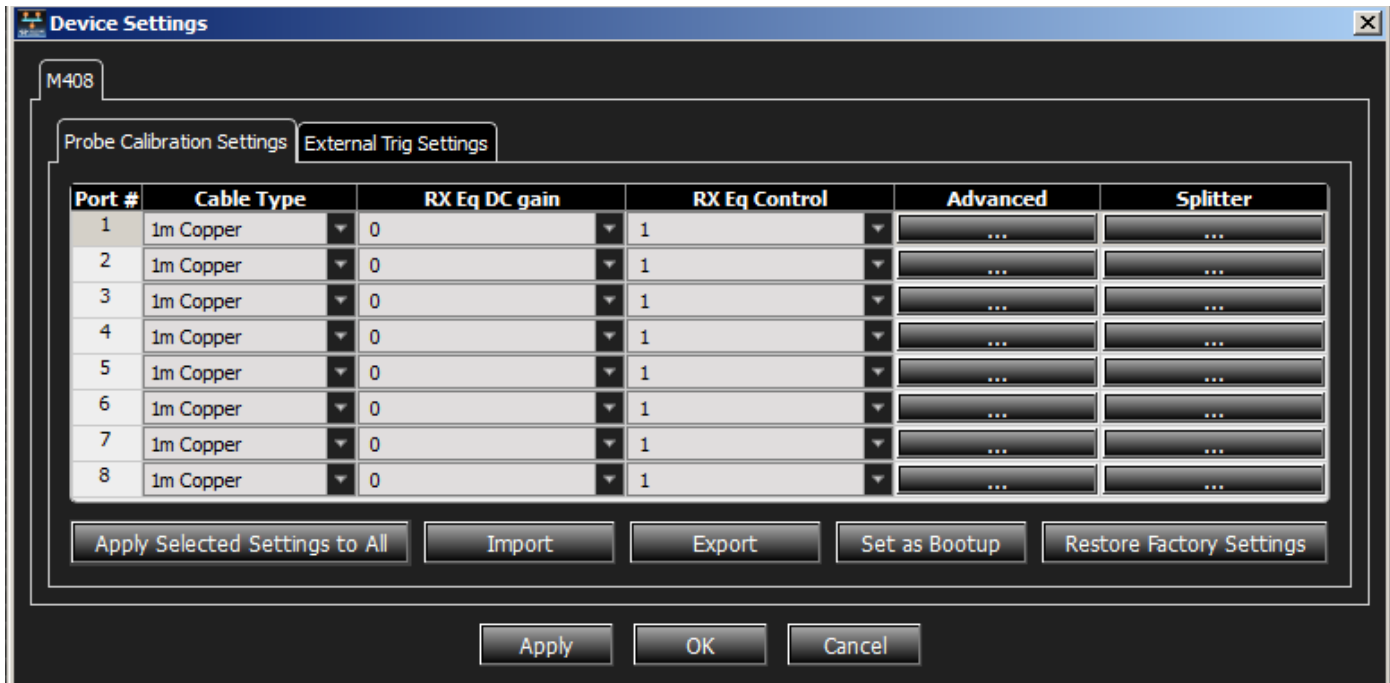 Device Settings
M408
Probe Calibration Settings External Trig Settings
Port # Cable Type RX Eq DC gain RX Eq Control Advanced Splitter
1 1m Copper 0 1 ... ...
2 1m Copper 0 1 ... ...
3 1m Copper 0 1 ... ...
4 1m Copper 0 1 ... ...
5 1m Copper 0 1 ... ...
6 1m Copper 0 1 ... ...
7 1m Copper 0 1 ... ...
8 1m Copper 0 1 ... ...
Apply Selected Settings to All Import Export Set as Bootup Restore Factory Settings
Apply OK Cancel